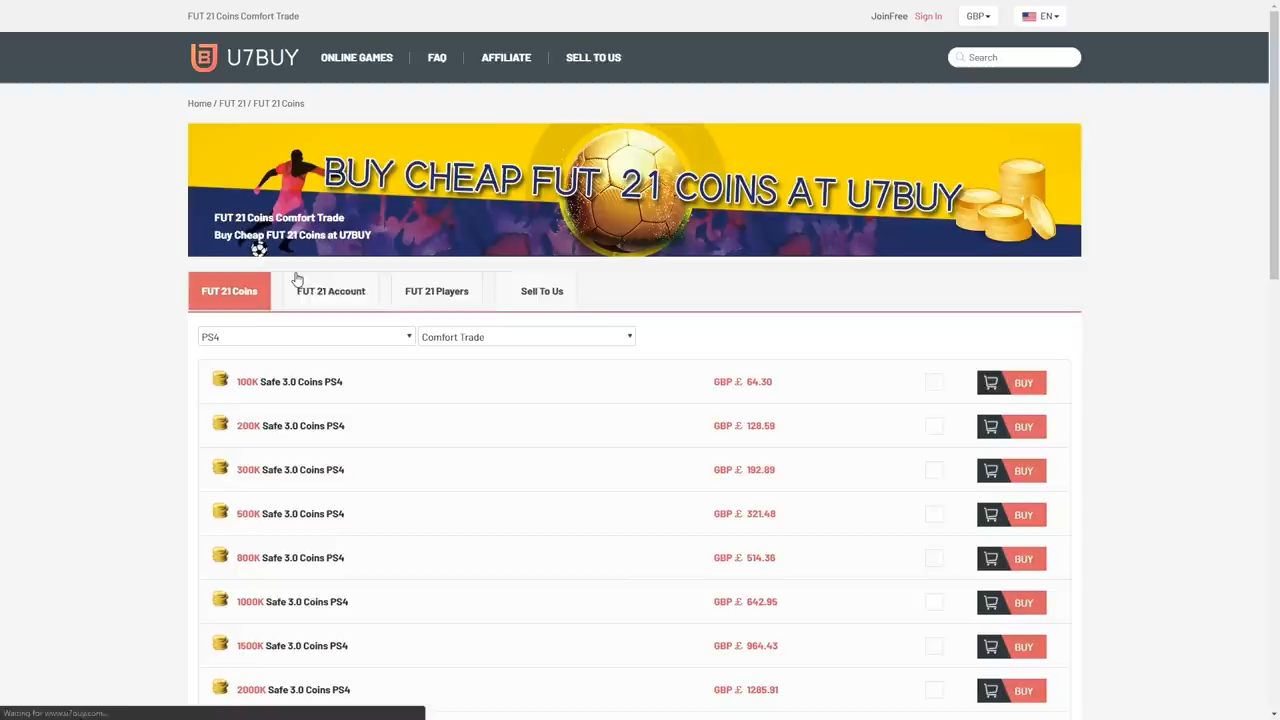 FUT 21 Coins Comfort Trade
JoinFree Sign In GBP EN
U7BUY ONLINE GAMES FAQ AFFILIATE SELL TO US Search
Home / FUT 21 / FUT 21 Coins
BUY CHEAP FUT 21 COINS AT U7BUY
FUT 21 Coins Comfort Trade
Buy Cheap FUT 21 Coins at U7BUY
FUT 21 Coins FUT 21 Account FUT 21 Players Sell To Us
PS4 Comfort Trade
100K Safe 3.0 Coins PS4 GBP £ 64.30 BUY
200K Safe 3.0 Coins PS4 GBP £ 128.59 BUY
300K Safe 3.0 Coins PS4 GBP £ 192.89 BUY
500K Safe 3.0 Coins PS4 GBP £ 321.48 BUY
800K Safe 3.0 Coins PS4 GBP £ 514.36 BUY
1000K Safe 3.0 Coins PS4 GBP £ 642.95 BUY
1500K Safe 3.0 Coins PS4 GBP £ 964.43 BUY
2000K Safe 3.0 Coins PS4 GBP £ 1285.91 BUY
Waiting for www.u7buy.com...